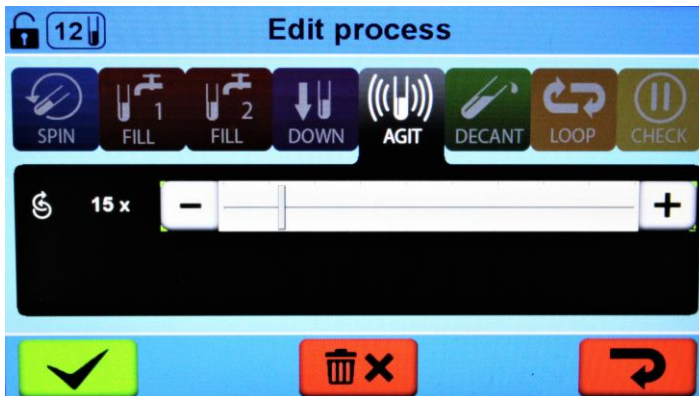 12
Edit process
SPIN
1
FILL
2
FILL
DOWN
AGIT
DECANT
LOOP
CHECK
15 x